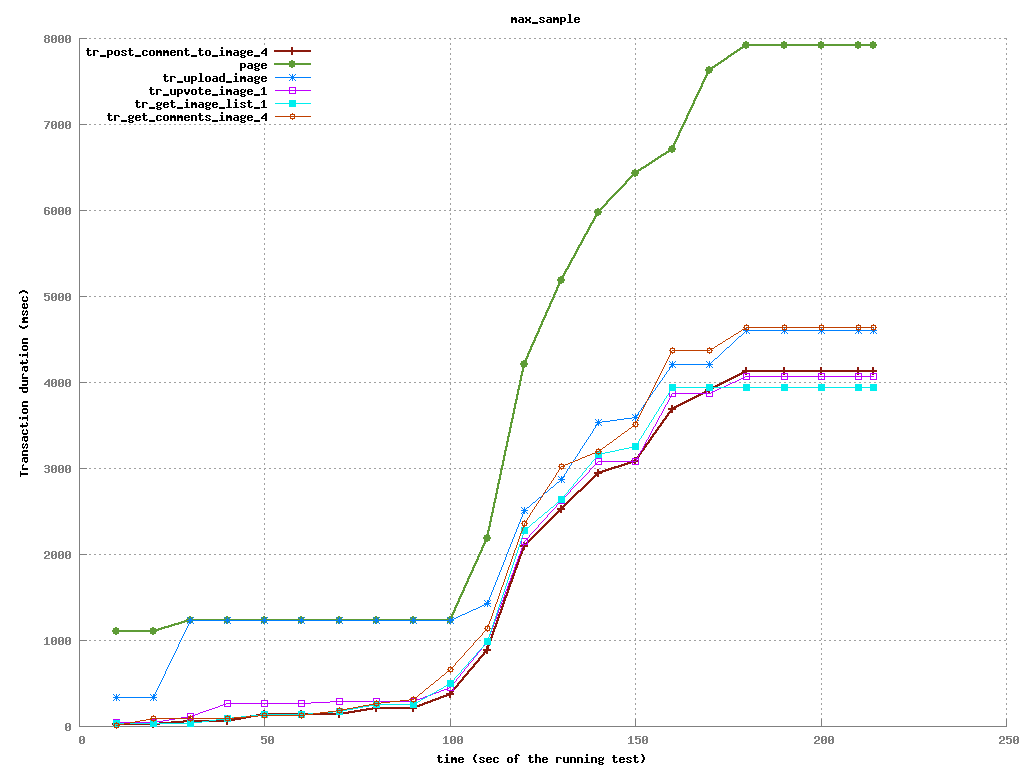 max_sample
8000
7000
6000
5000
4000
3000
2000
1000
0
tr_post_comment_to_image_4
page
tr_upload_image
tr_upvote_image_1
tr_get_image_list_1
tr_get_comments_image_4
Transaction duration (msec)
0 50 100 150 200 250
time (sec of the running test)